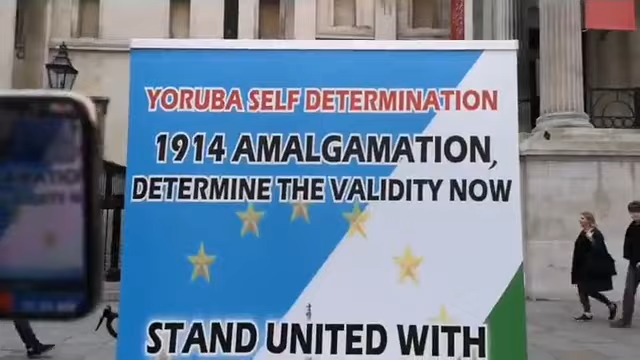 YORUBA SELF DETERMINATION
1914 AMALGAMATION,
DETERMINE THE VALIDITY NOW
STAND UNITED WITH